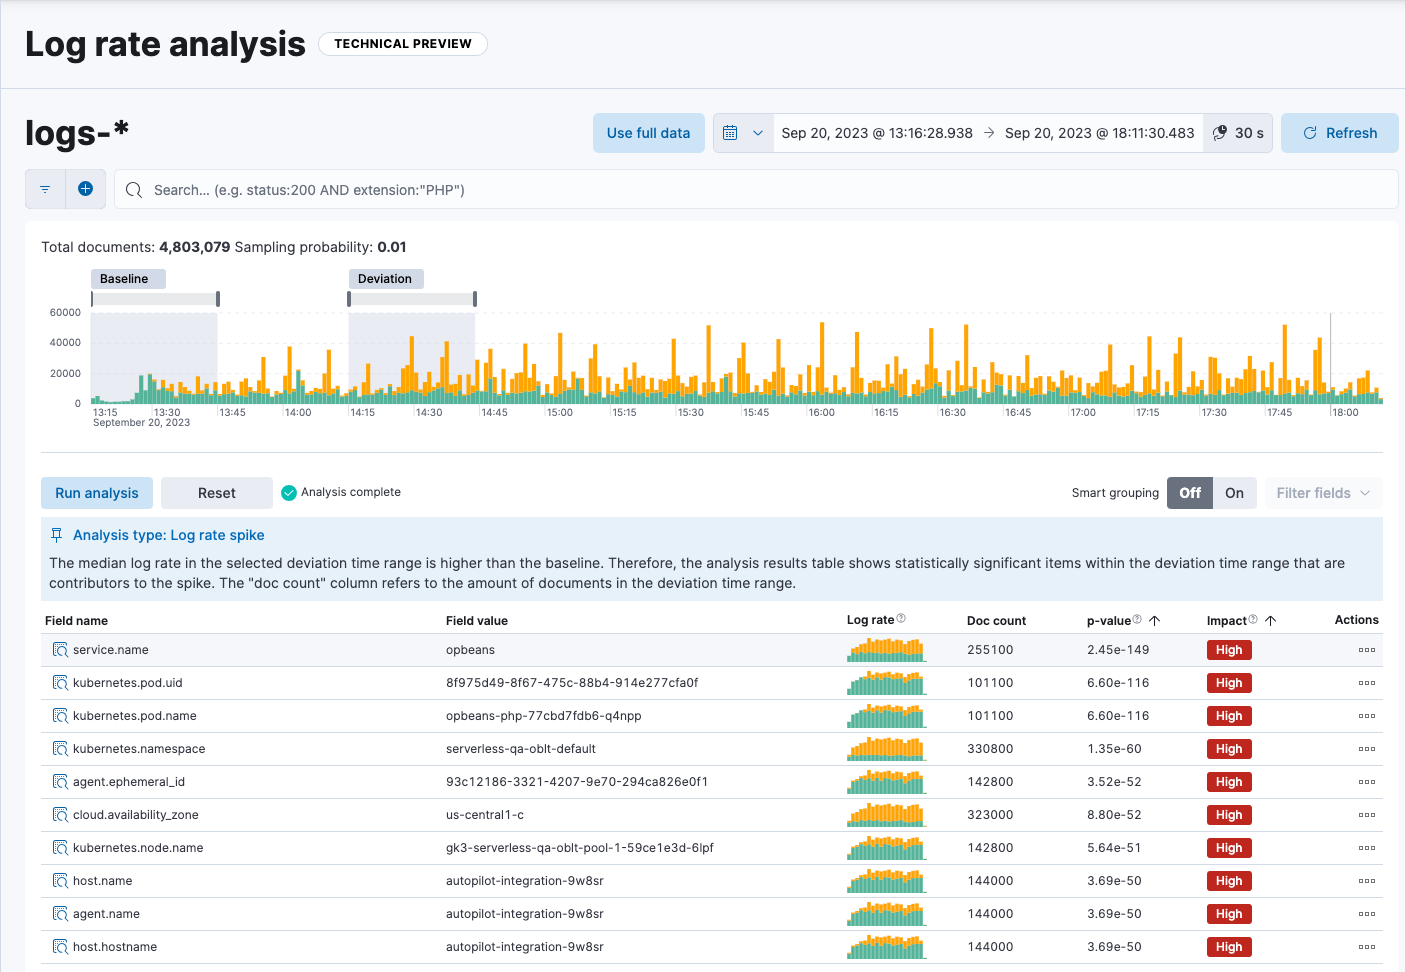 Log rate analysis TECHNICAL PREVIEW
logs-* Use full data Sep 20, 2023 @ 13:16:28.938 → Sep 20, 2023 @ 18:11:30.483 30 s Refresh
Search... (e.g. status:200 AND extension:"PHP")
Total documents: 4,803,079 Sampling probability: 0.01
Baseline Deviation
60000
40000
20000
0
13:15 13:30 13:45 14:00 14:15 14:30 14:45 15:00 15:15 15:30 15:45 16:00 16:15 16:30 16:45 17:00 17:15 17:30 17:45 18:00
September 20, 2023
Run analysis Reset Analysis complete Smart grouping Off On Filter fields
Analysis type: Log rate spike
The median log rate in the selected deviation time range is higher than the baseline. Therefore, the analysis results table shows statistically significant items within the deviation time range that are
contributors to the spike. The "doc count" column refers to the amount of documents in the deviation time range.
Field name Field value Log rate Doc count p-value Impact Actions
service.name opbeans 255100 2.45e-149 High
kubernetes.pod.uid 8f975d49-8f67-475c-88b4-914e277cfa0f 101100 6.60e-116 High
kubernetes.pod.name opbeans-php-77cbd7fdb6-q4npp 101100 6.60e-116 High
kubernetes.namespace serverless-qa-oblt-default 330800 1.35e-60 High
agent.ephemeral_id 93c12186-3321-4207-9e70-294ca826e0f1 142800 3.52e-52 High
cloud.availability_zone us-central1-c 323000 8.80e-52 High
kubernetes.node.name gk3-serverless-qa-oblt-pool-1-59ce1e3d-6lpf 142800 5.64e-51 High
host.name autopilot-integration-9w8sr 144000 3.69e-50 High
agent.name autopilot-integration-9w8sr 144000 3.69e-50 High
host.hostname autopilot-integration-9w8sr 144000 3.69e-50 High